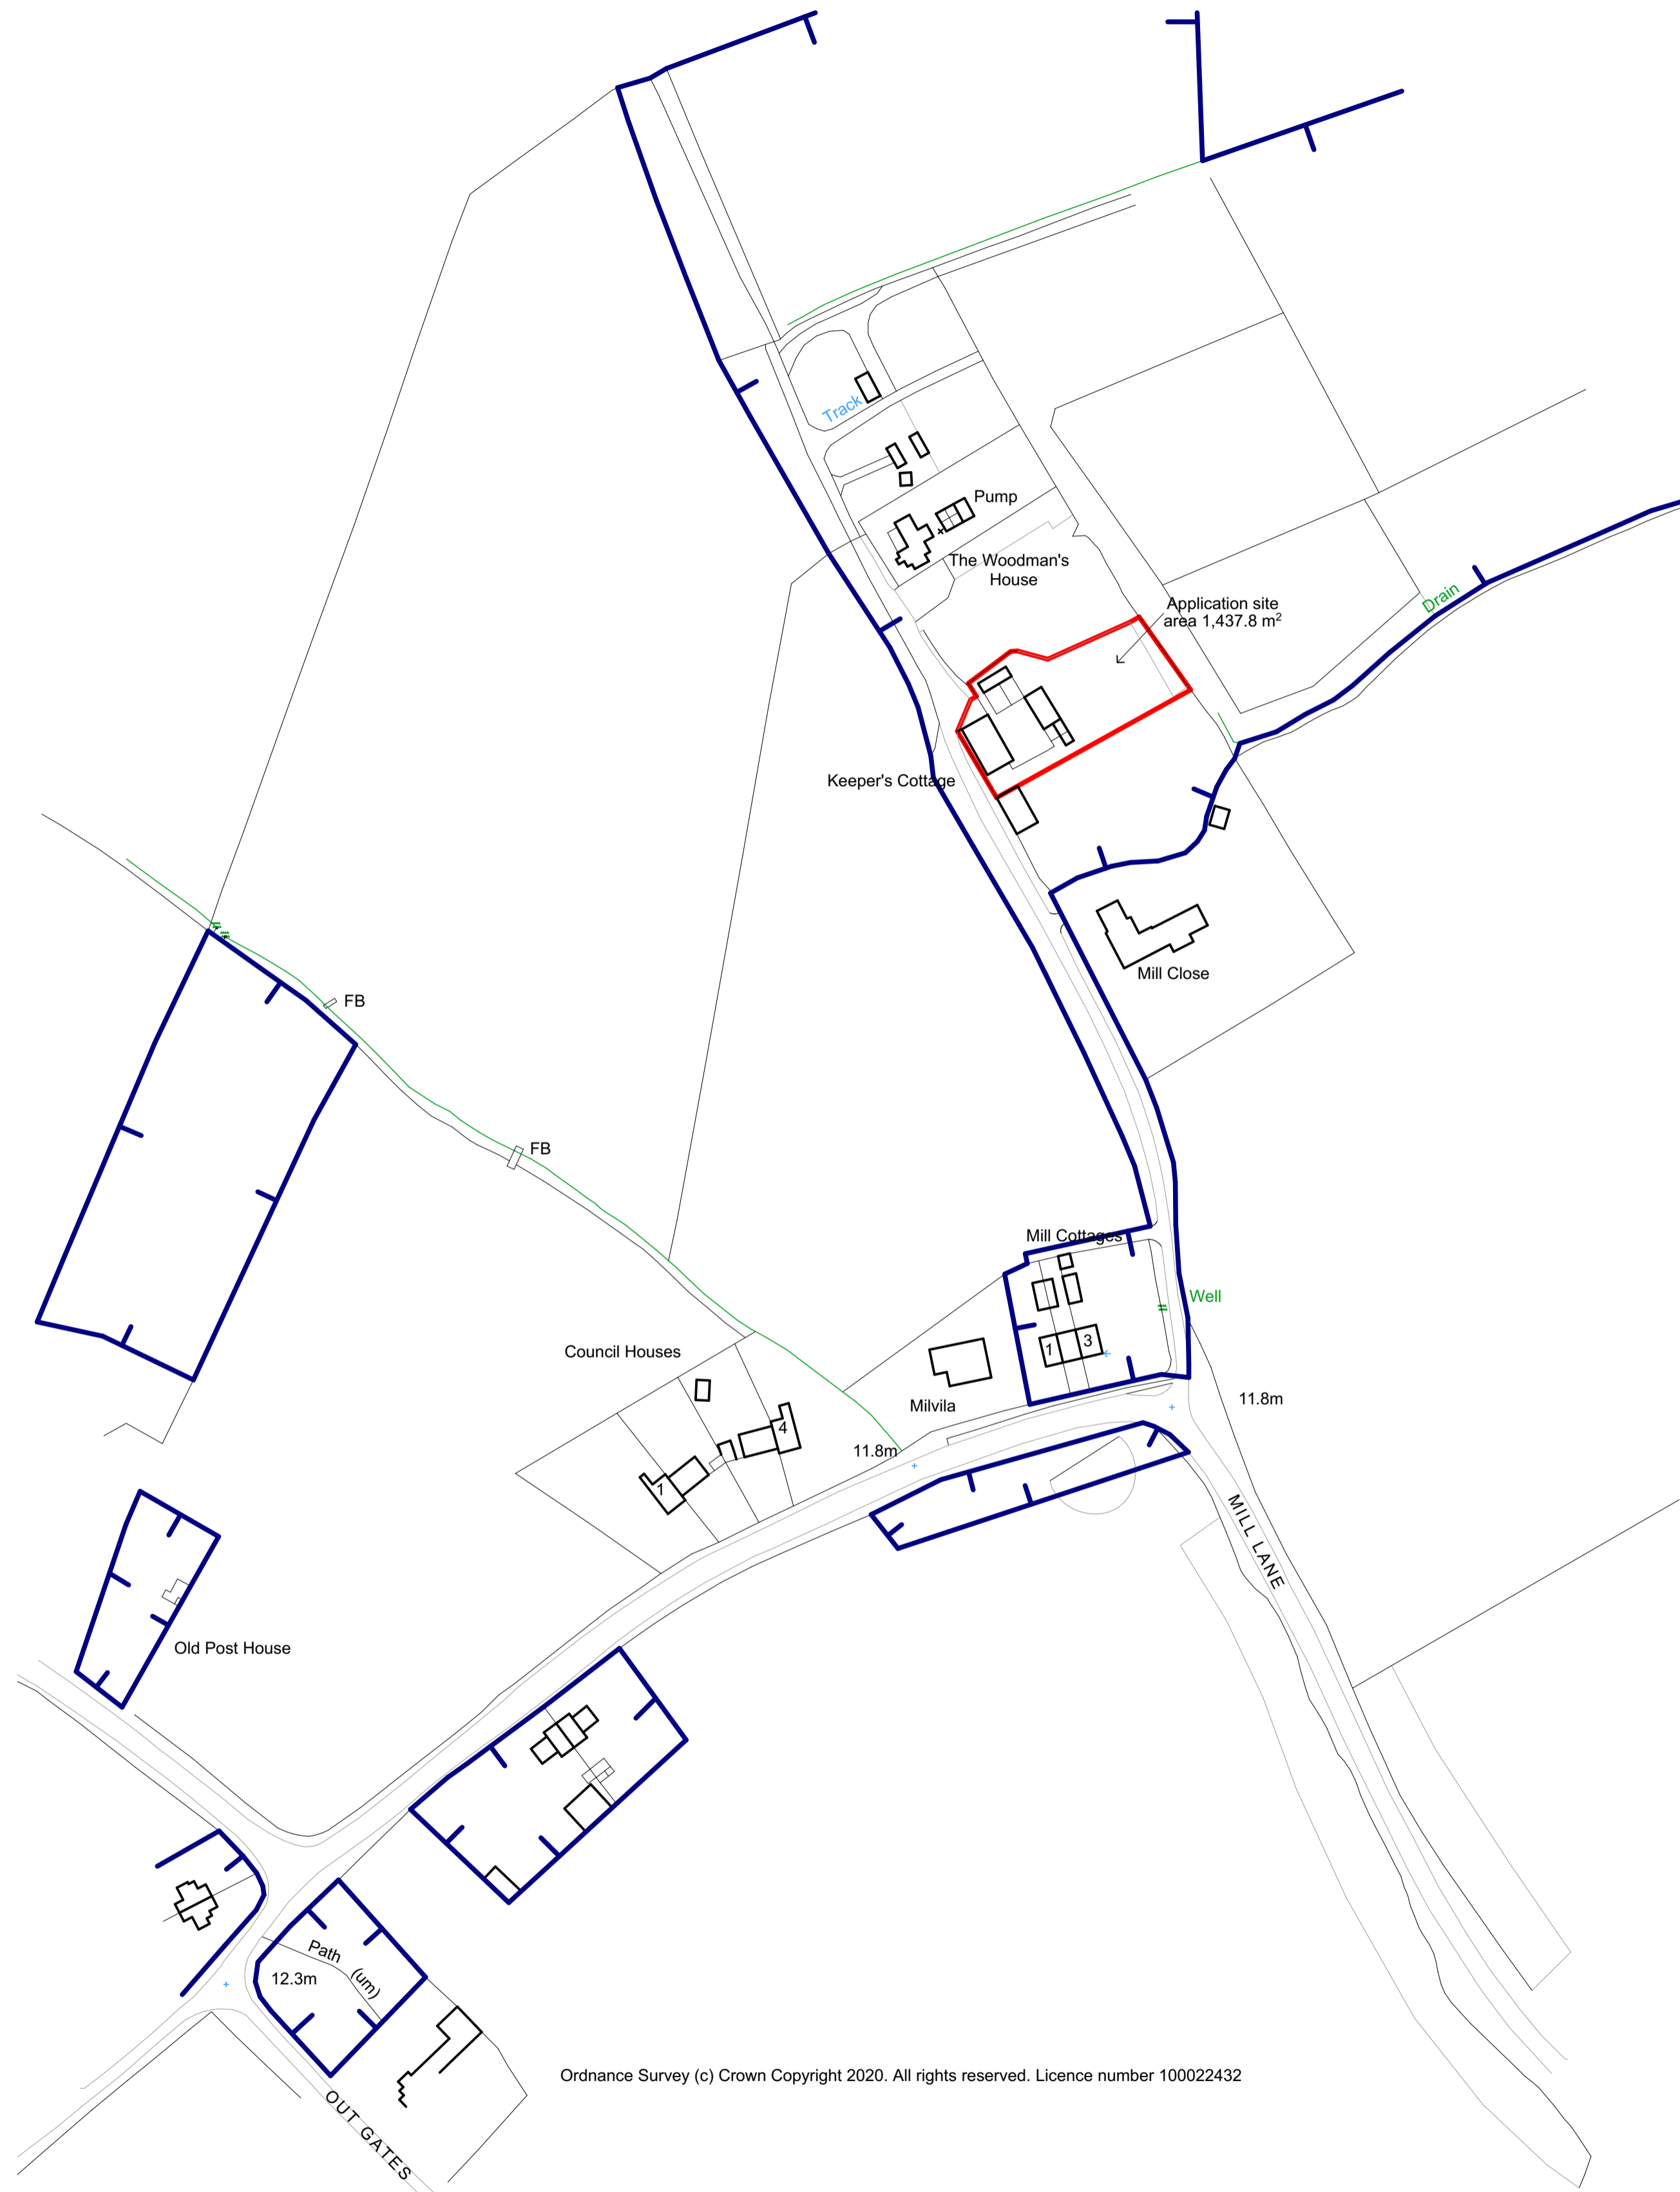 Track
Pump
The Woodman's
House
Application site
area 1,437.8 m²
Drain
Keeper's Cottage
Mill Close
FB
FB
Mill Cottages
Well
1
3
Council Houses
Milvila
11.8m
4
11.8m
1
MILL LANE
Old Post House
Path (um)
12.3m
Ordnance Survey (c) Crown Copyright 2020. All rights reserved. Licence number 100022432
OUT GATES